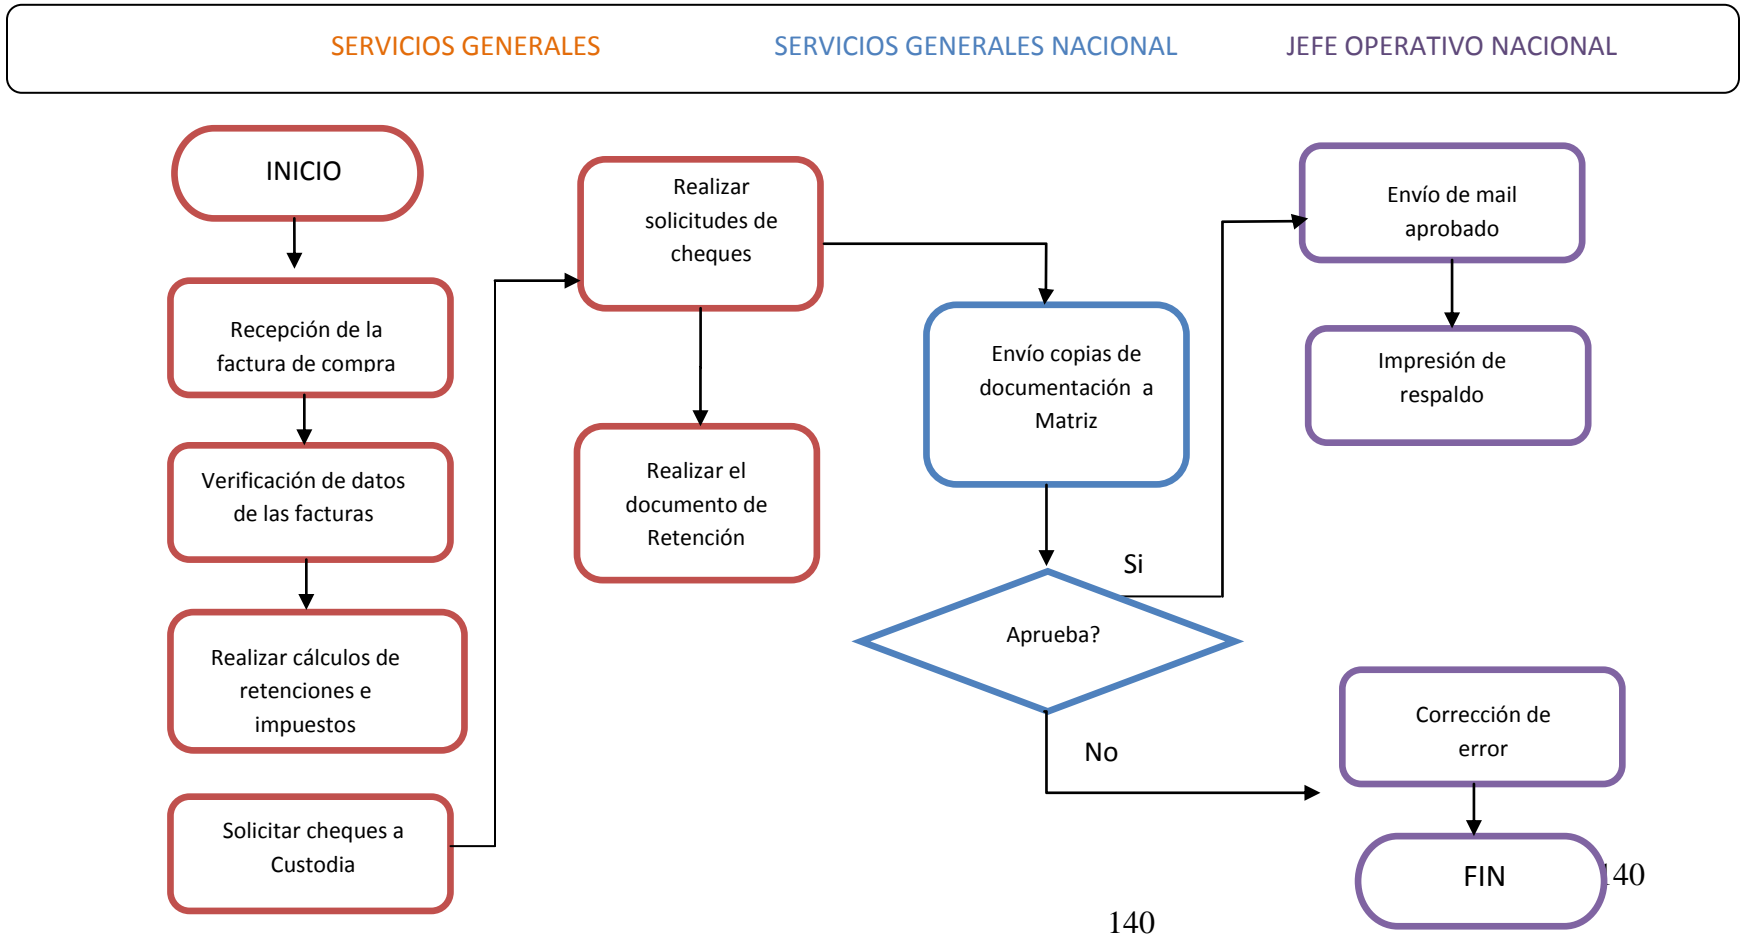 SERVICIOS GENERALES
SERVICIOS GENERALES NACIONAL
JEFE OPERATIVO NACIONAL
INICIO
Recepción de la
factura de compra
Verificación de datos
de las facturas
Realizar cálculos de
retenciones e
impuestos
Solicitar cheques a
Custodia
Realizar
solicitudes de
cheques
Realizar el
documento de
Retención
Envío copias de
documentación a
Matriz
Aprueba?
Si
No
Envío de mail
aprobado
Impresión de
respaldo
Corrección de
error
FIN
140
140